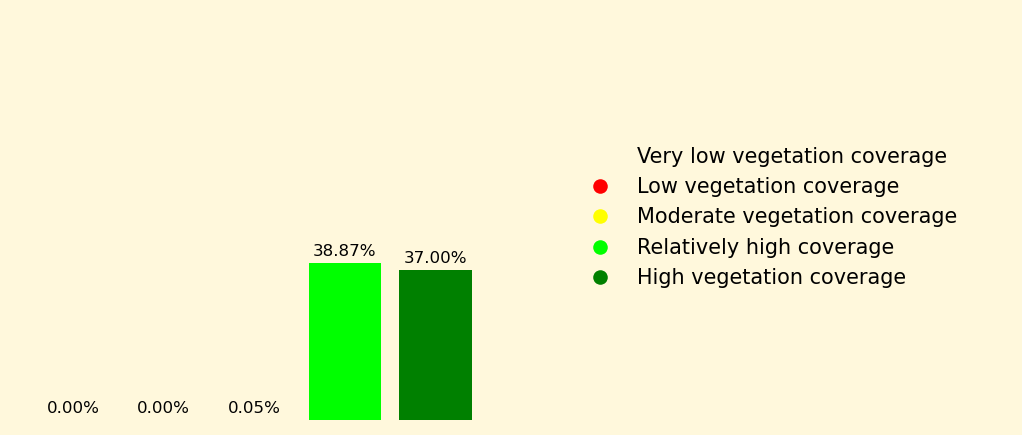 Very low vegetation coverage
Low vegetation coverage
Moderate vegetation coverage
Relatively high coverage
High vegetation coverage
38.87%
37.00%
0.00%
0.00%
0.05%